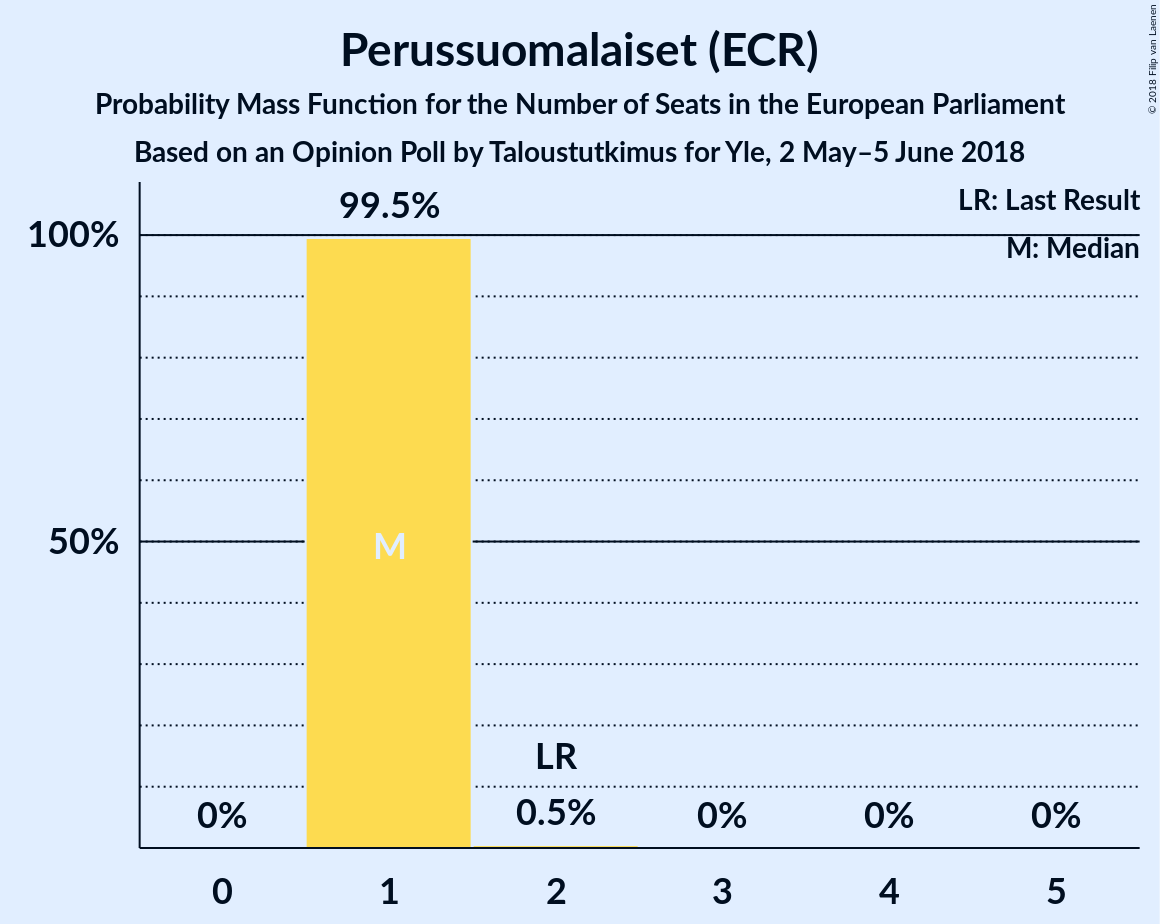 Perussuomalaiset (ECR)
Probability Mass Function for the Number of Seats in the European Parliament
Based on an Opinion Poll by Taloustutkimus for Yle, 2 May–5 June 2018
© 2018 Filip van Laenen
LR: Last Result
M: Median
99.5%
100%
50%
M
LR
0%
0.5%
0%
0%
0%
0
1
2
3
4
5